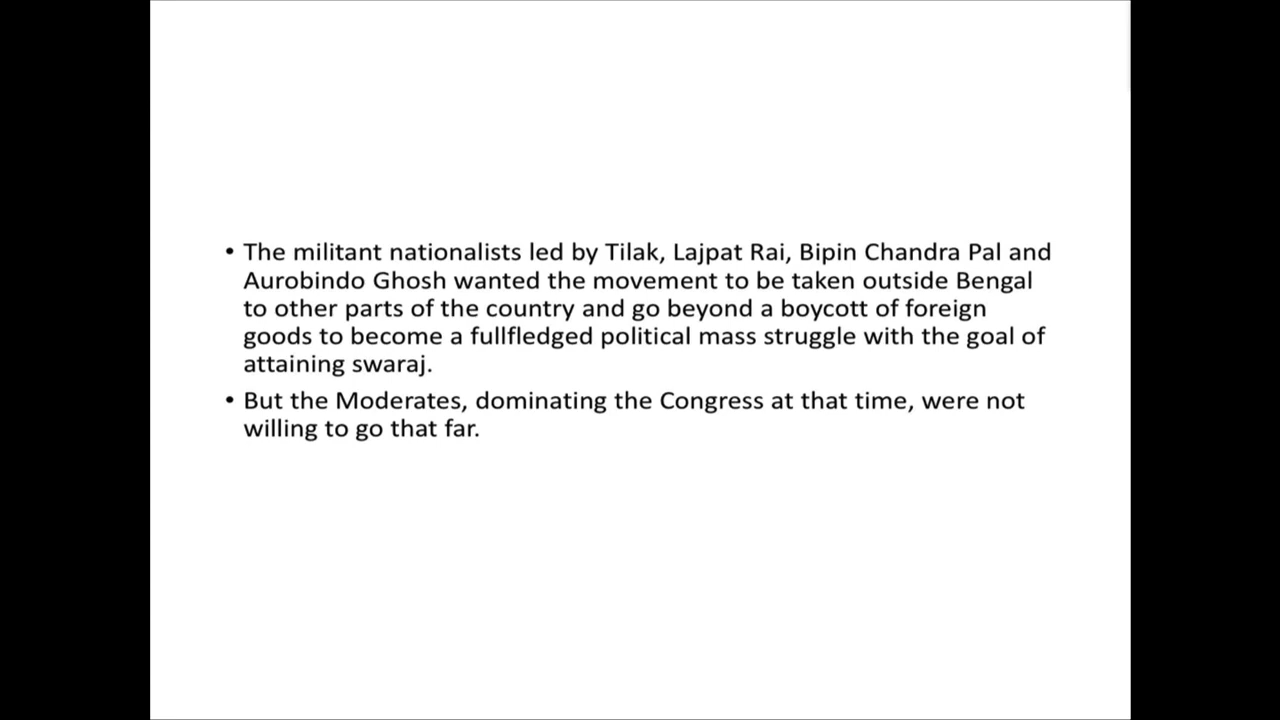 • The militant nationalists led by Tilak, Lajpat Rai, Bipin Chandra Pal and
Aurobindo Ghosh wanted the movement to be taken outside Bengal
to other parts of the country and go beyond a boycott of foreign
goods to become a fullfledged political mass struggle with the goal of
attaining swaraj.
• But the Moderates, dominating the Congress at that time, were not
willing to go that far.